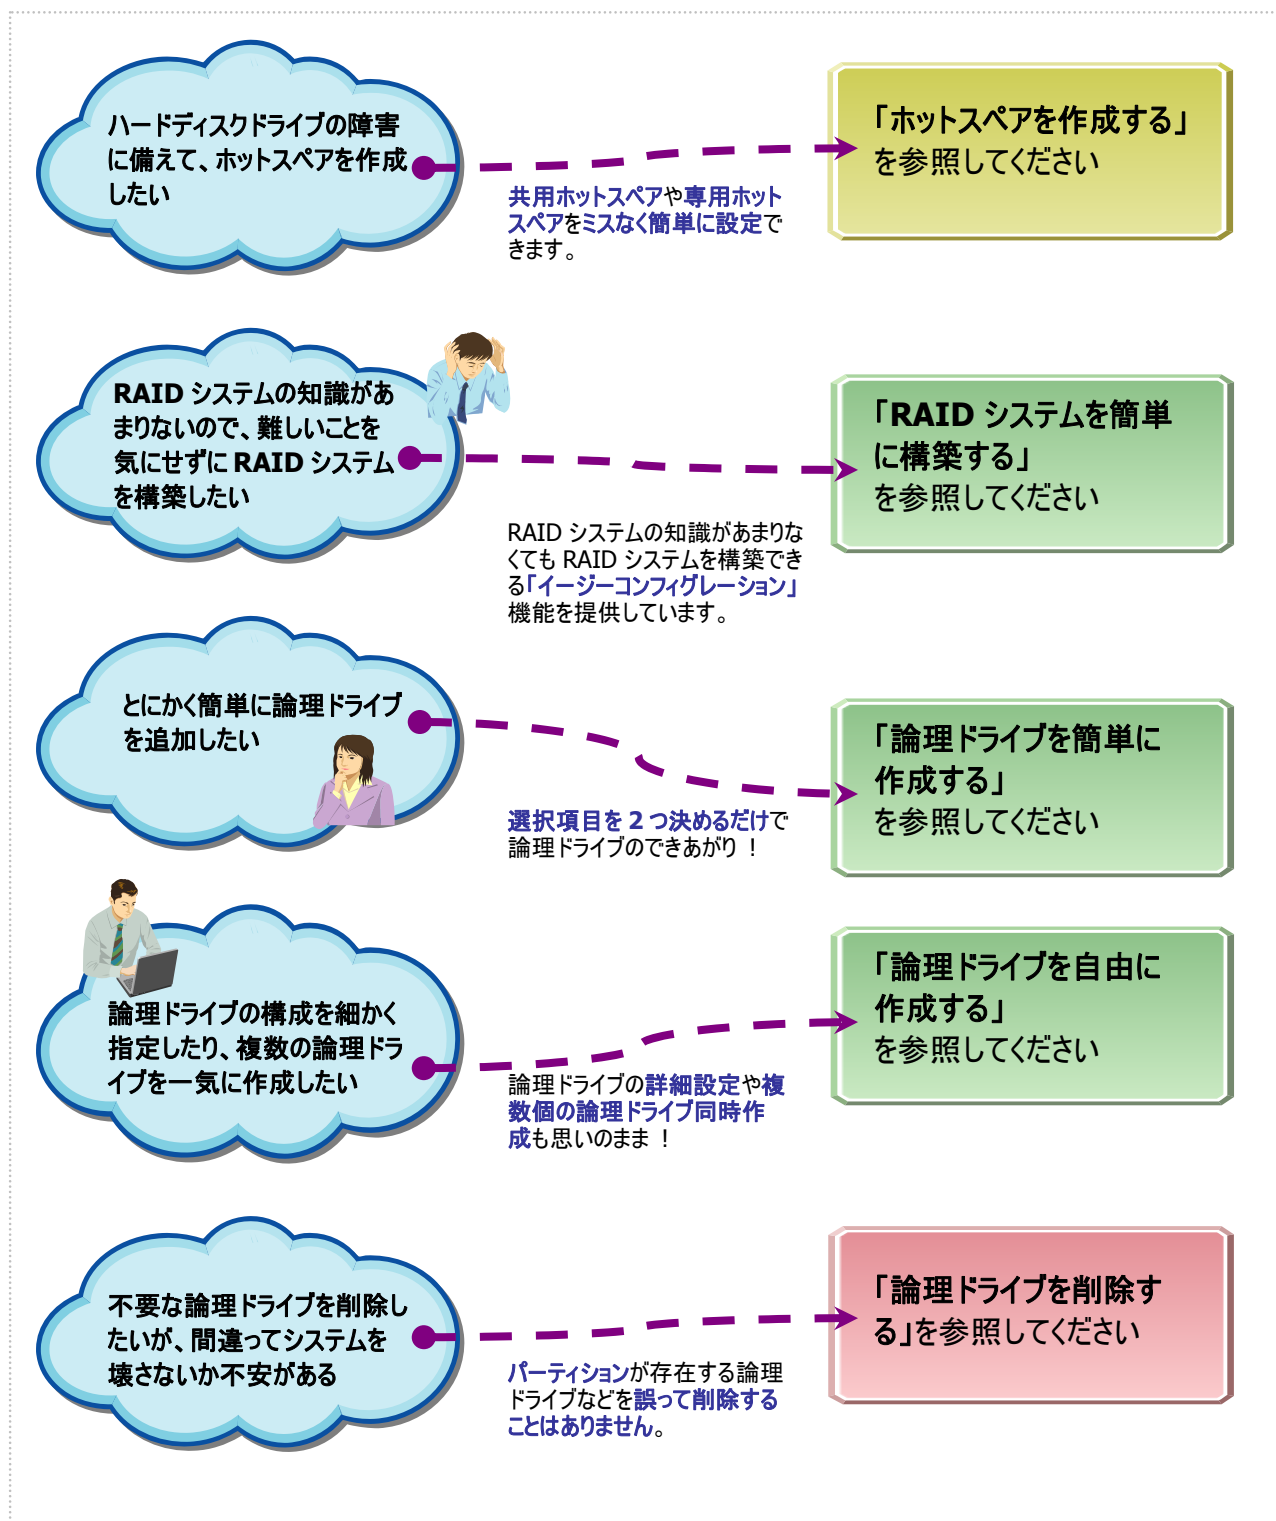 ハードディスクドライブの障害
に備えて、ホットスペアを作成
したい
共用ホットスペアや専用ホット
スペアをミスなく簡単に設定で
きます。
「ホットスペアを作成する」
を参照してください
RAID システムの知識があ
まりないので、難しいことを
気にせずに RAID システム
を構築したい
RAID システムの知識があまりな
くても RAID システムを構築でき
る「イージーコンフィグレーション」
機能を提供しています。
「RAID システムを簡単
に構築する」
を参照してください
とにかく簡単に論理ドライブ
を追加したい
選択項目を 2 つ決めるだけで
論理ドライブのできあがり！
「論理ドライブを簡単に
作成する」
を参照してください
論理ドライブの構成を細かく
指定したり、複数の論理ドラ
イブを一気に作成したい
論理ドライブの詳細設定や複
数個の論理ドライブ同時作
成も思いのまま！
「論理ドライブを自由に
作成する」
を参照してください
不要な論理ドライブを削除し
たいが、間違ってシステムを
壊さないか不安がある
パーティションが存在する論理
ドライブなどを誤って削除する
ことはありません。
「論理ドライブを削除す
る」を参照してください